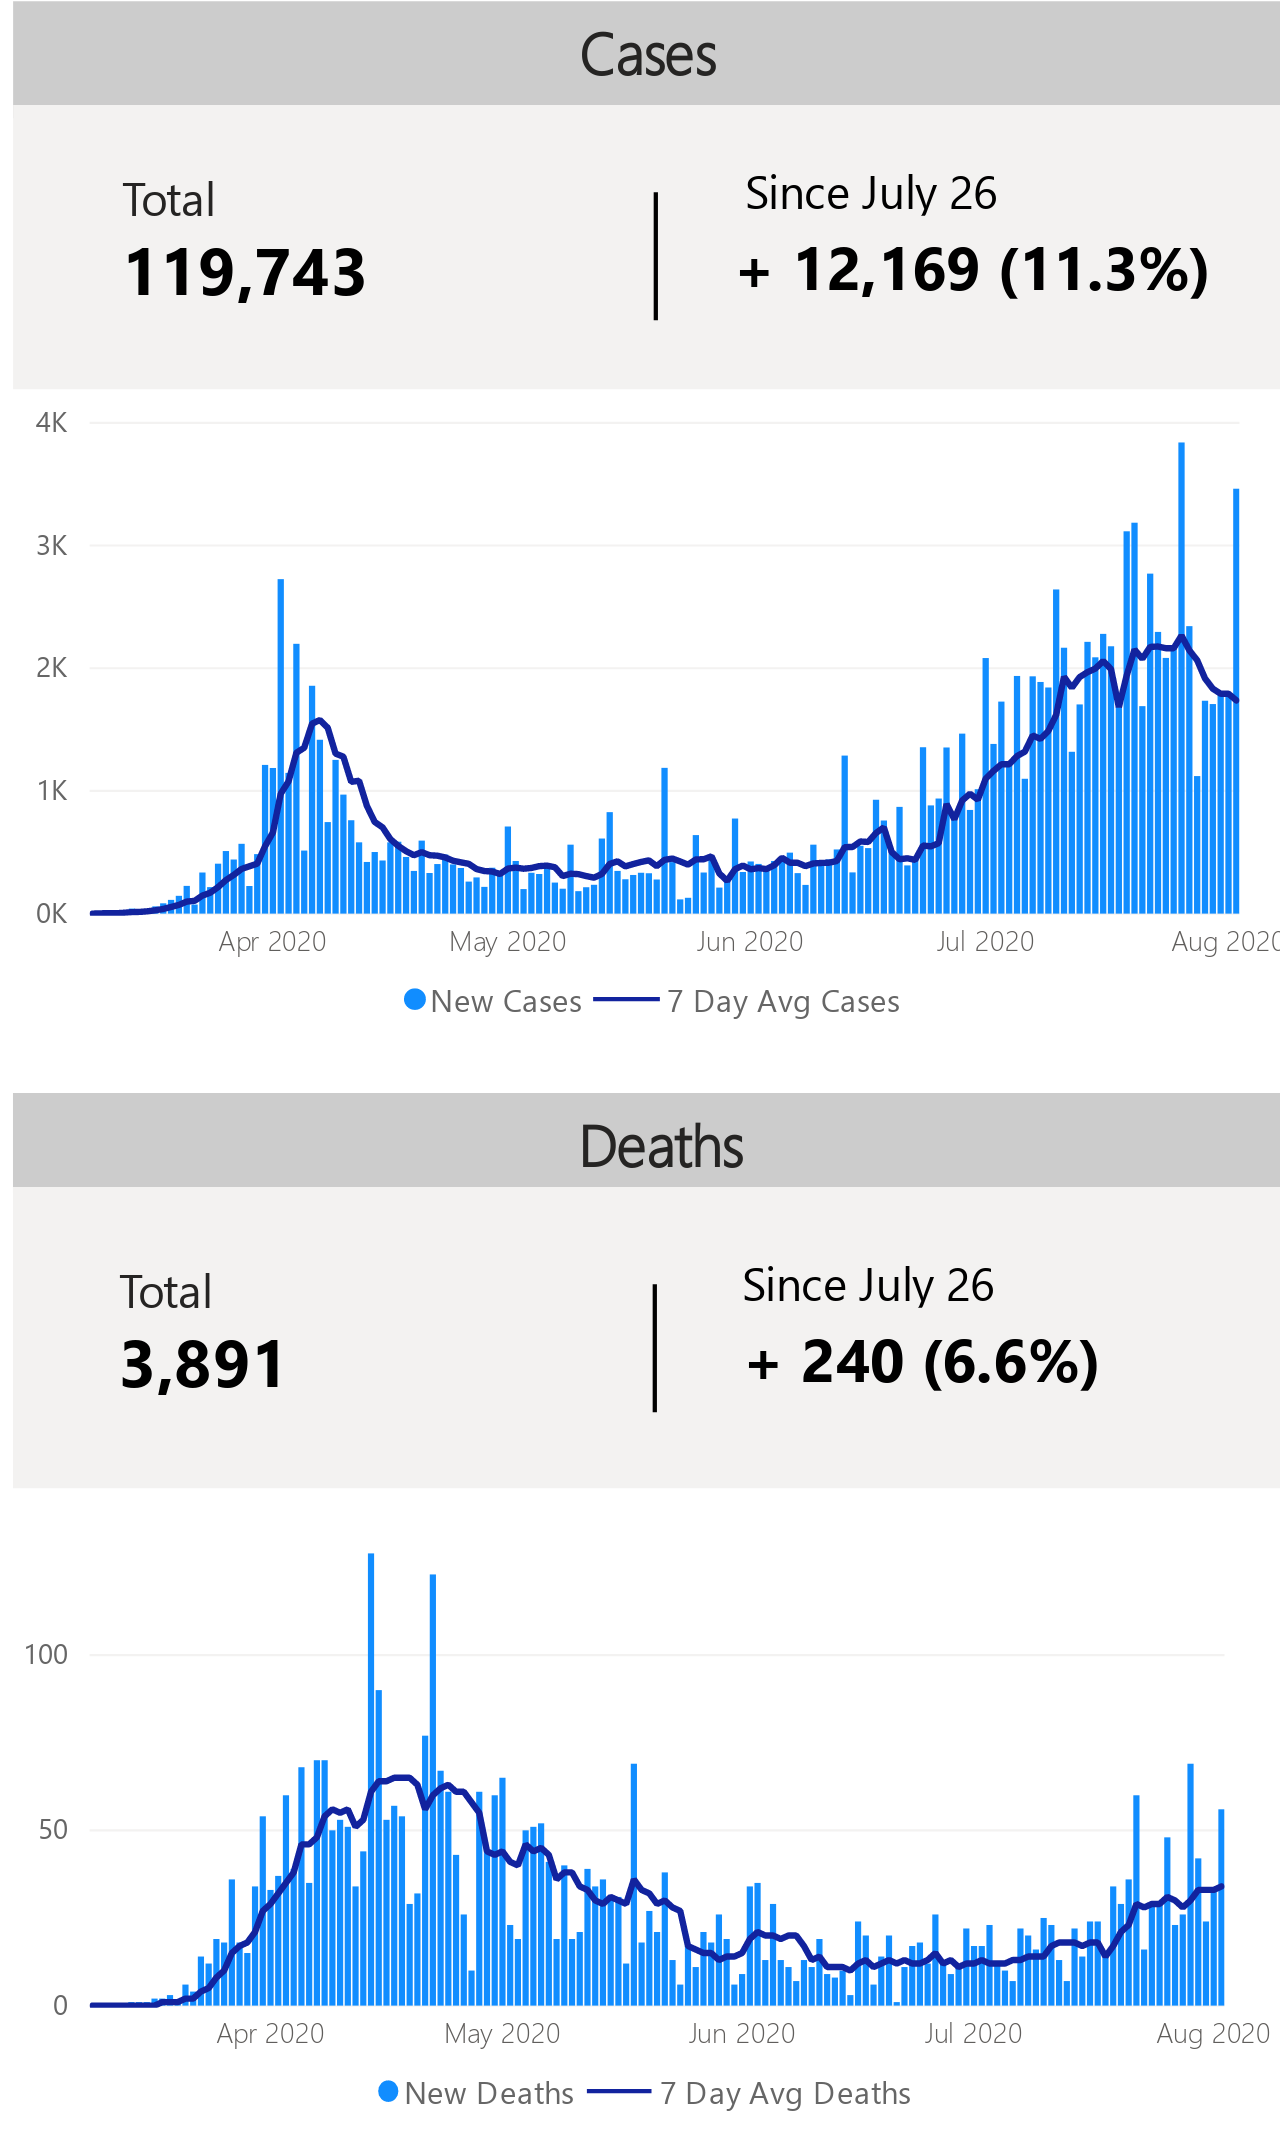 Cases
Total
119,743
Since July 26
+ 12,169 (11.3%)
4K
3K
2K
1K
0K
Apr 2020 May 2020 Jun 2020 Jul 2020 Aug 2020
New Cases 7 Day Avg Cases
Deaths
Total
3,891
Since July 26
+ 240 (6.6%)
100
50
0
Apr 2020 May 2020 Jun 2020 Jul 2020 Aug 2020
New Deaths 7 Day Avg Deaths